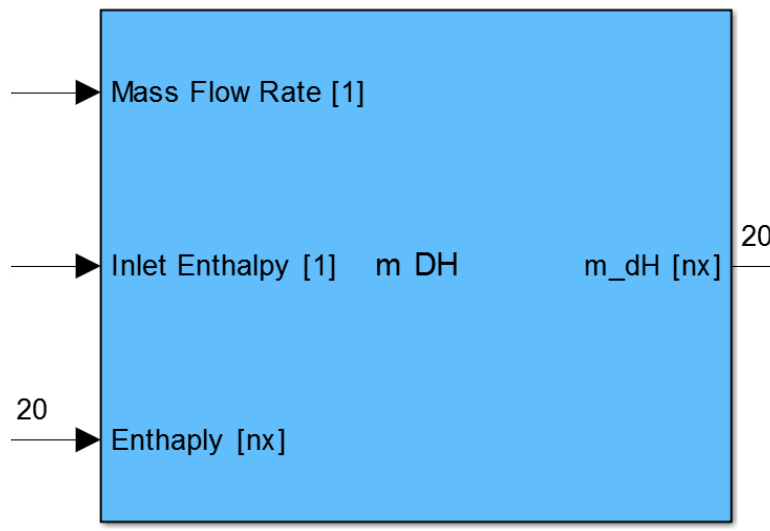 Mass Flow Rate [1]
20
Inlet Enthalpy [1] m DH m_dH [nx]
20
Enthaply [nx]